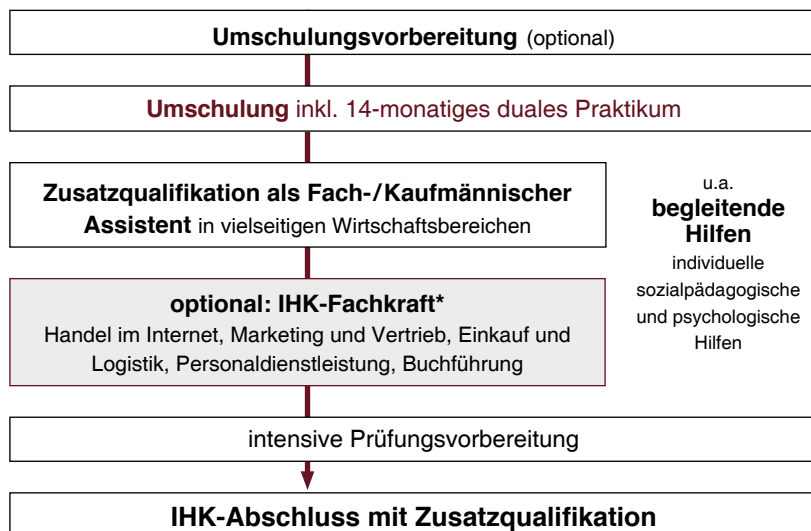 Umschulungsvorbereitung (optional)
Umschulung inkl. 14-monatiges duales Praktikum
Zusatzqualifikation als Fach-/Kaufmännischer
Assistent in vielseitigen Wirtschaftsbereichen
u.a.
begleitende
Hilfen
individuelle
sozialpädagogische
und psychologische
Hilfen
optional: IHK-Fachkraft*
Handel im Internet, Marketing und Vertrieb, Einkauf und
Logistik, Personaldienstleistung, Buchführung
intensive Prüfungsvorbereitung
IHK-Abschluss mit Zusatzqualifikation